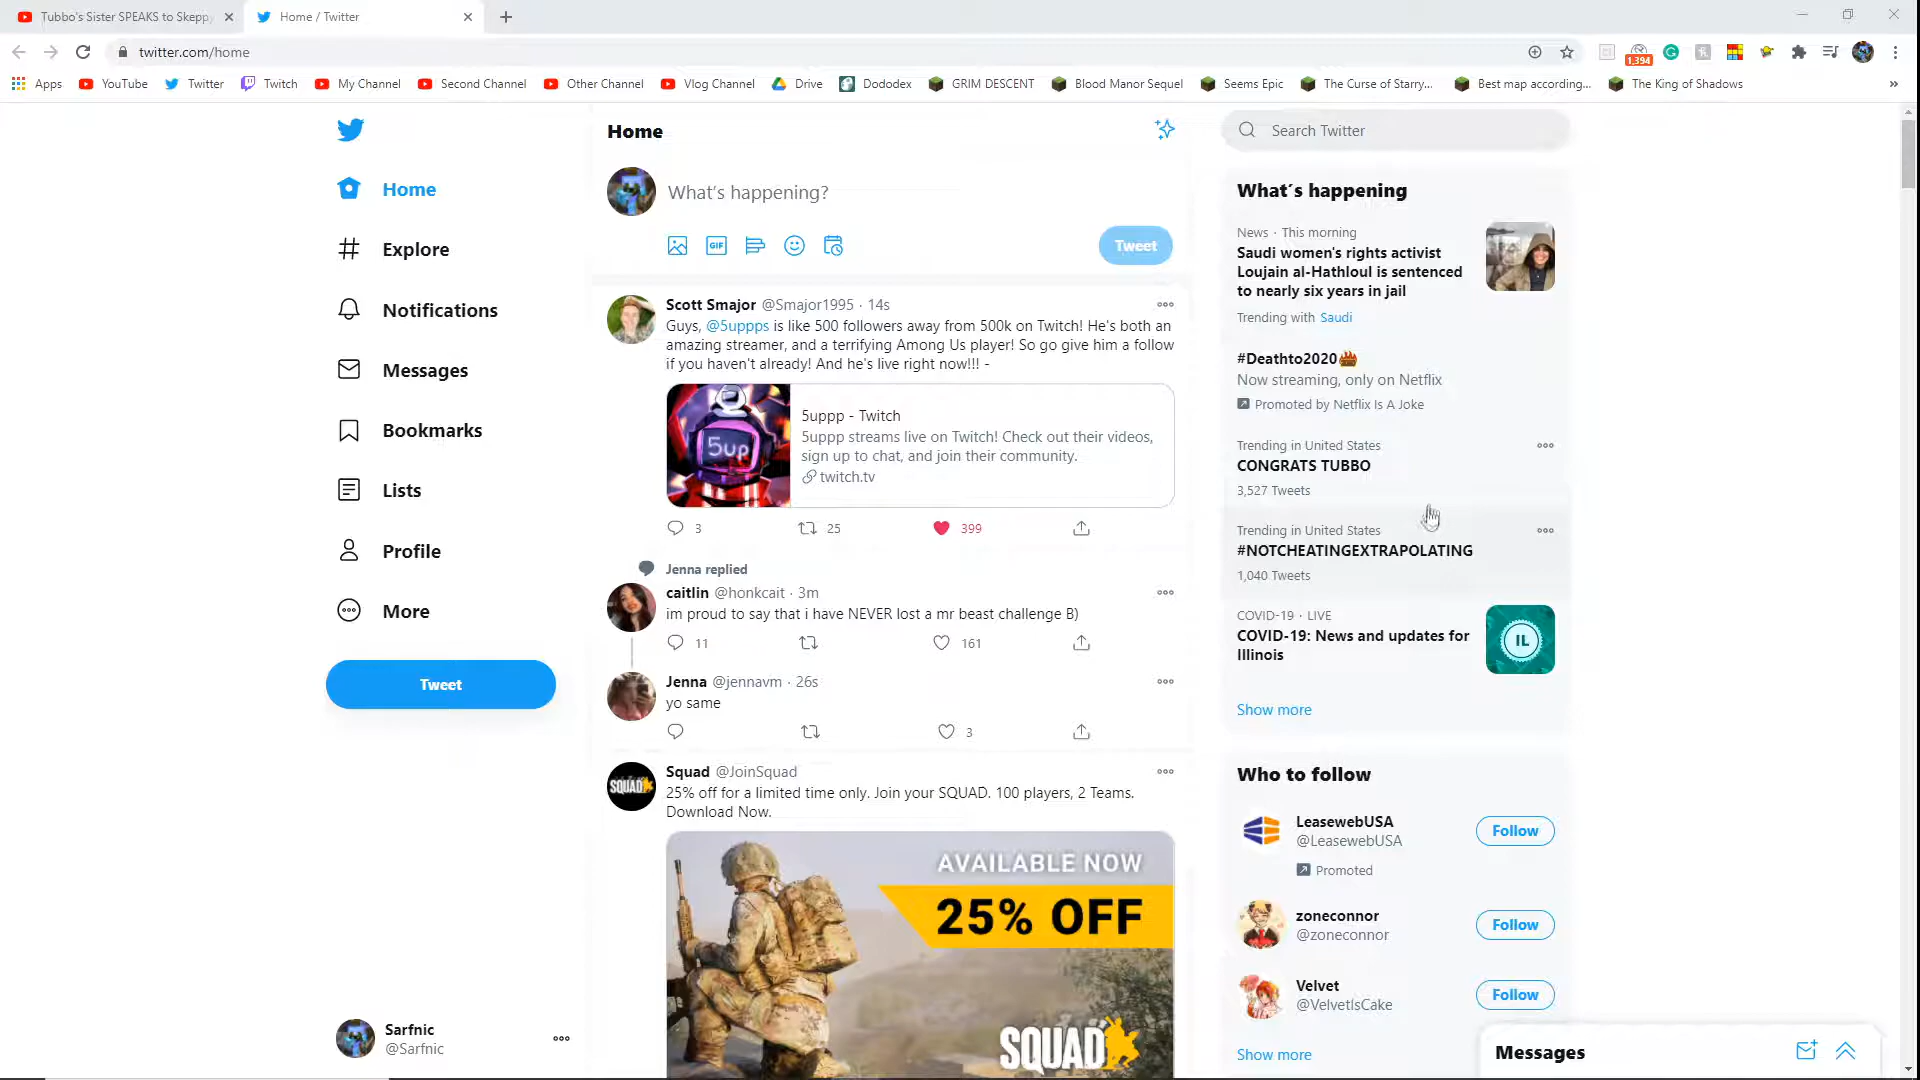 Tubbo's Sister SPEAKS to Skepp
Home / Twitter
twitter.com/home
1,394
Apps
YouTube
Twitter
Twitch
My Channel
Second Channel
Other Channel
Vlog Channel
Drive
Dododex
GRIM DESCENT
Blood Manor Sequel
Seems Epic
The Curse of Starry...
Best map according...
The King of Shadows
Home
Explore
Notifications
Messages
Bookmarks
Lists
Profile
More
Tweet
Sarfnic
@Sarfnic
Home
What's happening?
GIF
Tweet
Scott Smajor @Smajor1995 · 14s
Guys, @5uppps is like 500 followers away from 500k on Twitch! He's both an
amazing streamer, and a terrifying Among Us player! So go give him a follow
if you haven't already! And he's live right now!!! -
5up
5uppp - Twitch
5uppp streams live on Twitch! Check out their videos,
sign up to chat, and join their community.
twitch.tv
3 25 399
Jenna replied
caitlin @honkcait · 3m
im proud to say that i have NEVER lost a mr beast challenge B)
11 161
Jenna @jennavm · 26s
yo same
3
SQUAD
Squad @JoinSquad
25% off for a limited time only. Join your SQUAD. 100 players, 2 Teams.
Download Now.
AVAILABLE NOW
25% OFF
SQUAD
Search Twitter
What's happening
News · This morning
Saudi women's rights activist
Loujain al-Hathloul is sentenced
to nearly six years in jail
Trending with Saudi
#Deathto2020
Now streaming, only on Netflix
Promoted by Netflix Is A Joke
Trending in United States
CONGRATS TUBBO
3,527 Tweets
Trending in United States
#NOTCHEATINGEXTRAPOLATING
1,040 Tweets
COVID-19 · LIVE
COVID-19: News and updates for
Illinois
IL
Show more
Who to follow
LeasewebUSA
@LeasewebUSA
Follow
Promoted
zoneconnor
@zoneconnor
Follow
Velvet
@VelvetIsCake
Follow
Show more
Messages